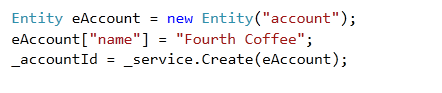 Entity eAccount = new Entity("account");
eAccount["name"] = "Fourth Coffee";
_accountId = _service.Create(eAccount);